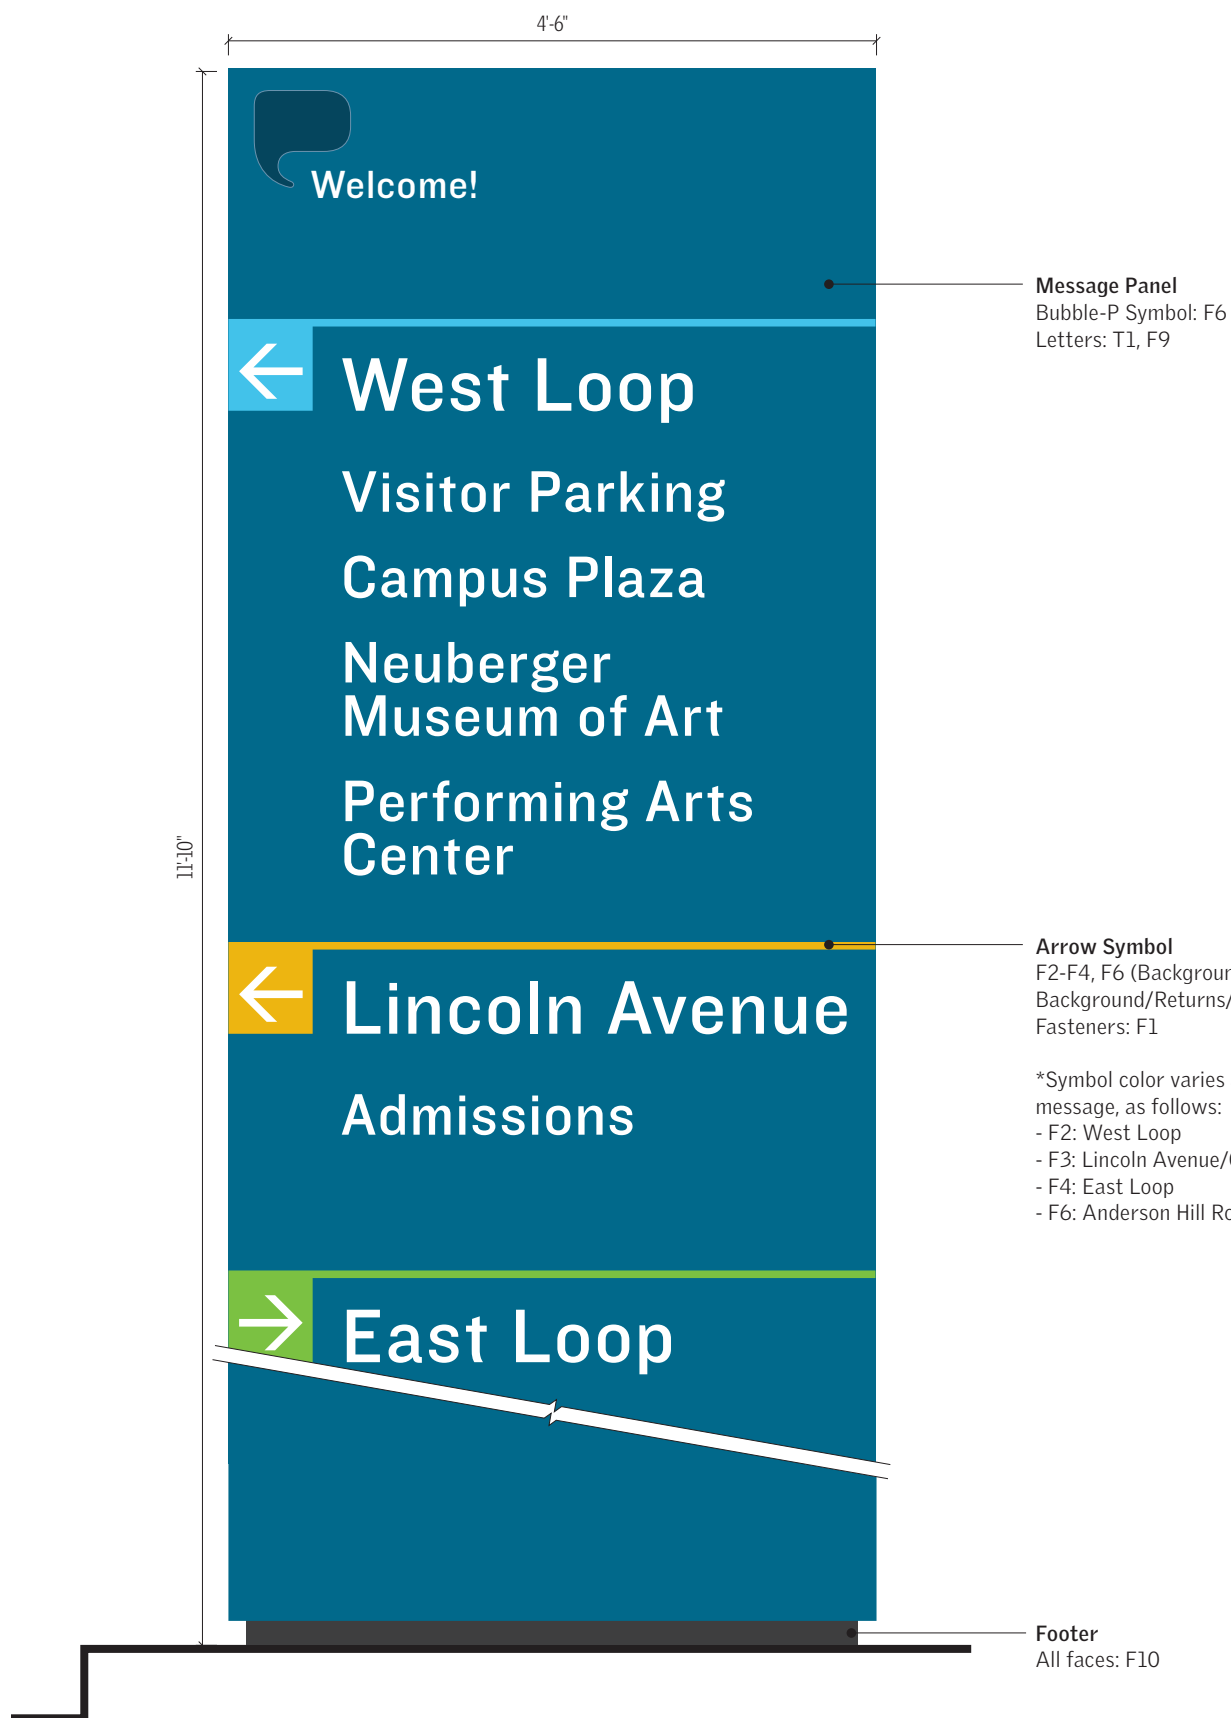 4'-6"
11'-10"
Welcome!
West Loop
Visitor Parking
Campus Plaza
Neuberger
Museum of Art
Performing Arts
Center
Lincoln Avenue
Admissions
East Loop
Message Panel
Bubble-P Symbol: F6
Letters: T1, F9
Arrow Symbol
F2-F4, F6
Background/Returns/
Fasteners: F1
*Symbol color varies
message, as follows:
- F2: West Loop
- F3: Lincoln Avenue/
- F4: East Loop
- F6: Anderson Hill
Footer
All faces: F10